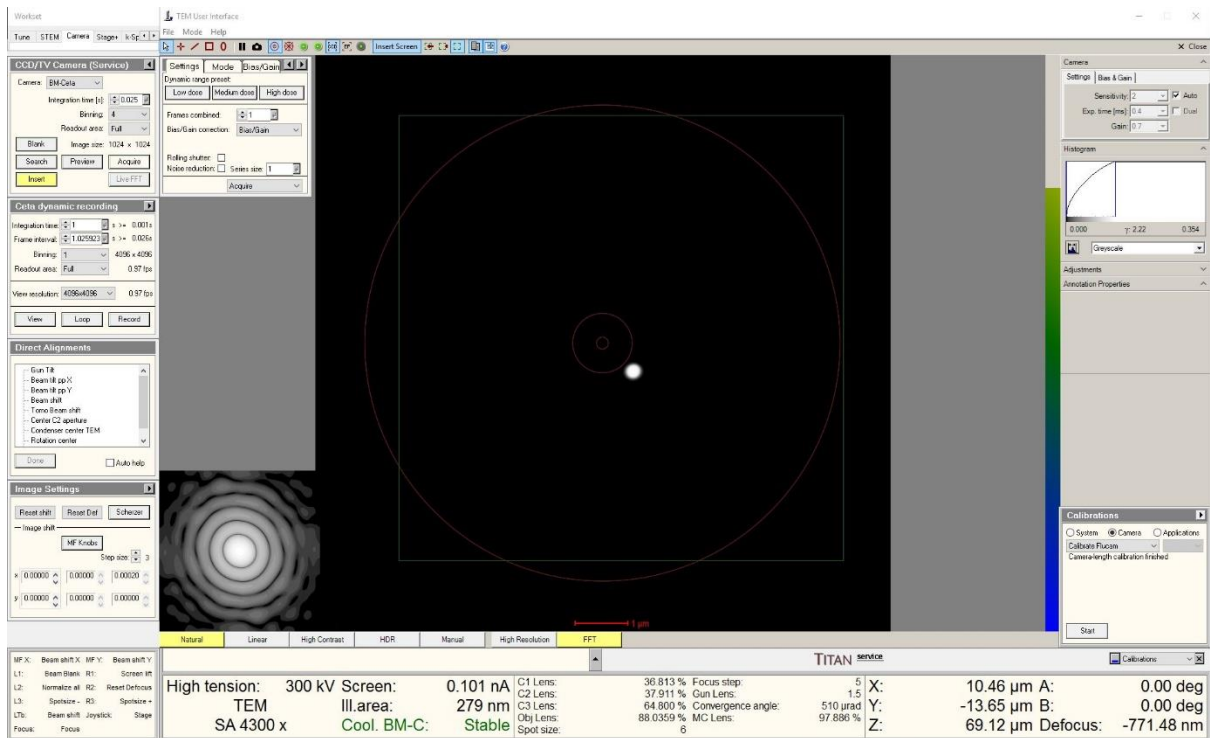 Workset
TEM User Interface
Tune STEM Camera Stage+ k-Sp
File Mode Help
Insert Screen
Close
CCD/TV Camera (Service)
Camera: BM-Ceta
Integration time [s]: 0.025
Binning: 4
Readout area: Full
Blank Image size: 1024 x 1024
Search Preview Acquire
Insert Live FFT
Settings Mode Bias/Gain
Dynamic range preset:
Low dose Medium dose High dose
Frames combined: 1
Bias/Gain correction: Bias/Gain
Rolling shutter:
Noise reduction: Series size: 1
Acquire
Ceta dynamic recording
Integration time: 1 s >= 0.001s
Frame interval: 1.025923 s >= 0.026s
Binning: 1 4096 x 4096
Readout area: Full 0.97 fps
View resolution: 4096x4096 0.97 fps
View Loop Record
Direct Alignments
Gun Tilt
Beam tilt pp X
Beam tilt pp Y
Beam shift
Tomo Beam shift
Center C2 aperture
Condenser center TEM
Rotation center
Done Auto help
Image Settings
Reset shift Reset Def Scherzer
Image shift
MF Knobs
Step size: 3
x 0.00000 0.00000 0.00020
y 0.00000 0.00000 0.00000
1 µm
Natural Linear High Contrast HDR Manual High Resolution FFT
Camera
Settings Bias & Gain
Sensitivity: 2 Auto
Exp. time [ms]: 0.4 Dual
Gain: 0.7
Histogram
0.000 γ: 2.22 0.354
Greyscale
Adjustments
Annotation Properties
Calibrations
System Camera Applications
Calibrate Flucam
Camera-length calibration finished
Start
TITAN service
Calibrations
MF X: Beam shift X MF Y: Beam shift Y
L1: Beam Blank R1: Screen lift
L2: Normalize all R2: Reset Defocus
L3: Spotsize - R3: Spotsize +
LTb: Beam shift Joystick: Stage
Focus: Focus
High tension: 300 kV Screen: 0.101 nA
TEM Ill.area: 279 nm
SA 4300 x Cool. BM-C: Stable
C1 Lens: 36.813 % Focus step: 5
C2 Lens: 37.911 % Gun Lens: 1.5
C3 Lens: 64.800 % Convergence angle: 510 µrad
Obj Lens: 88.0359 % MC Lens: 97.886 %
Spot size: 6
X: 10.46 µm A: 0.00 deg
Y: -13.65 µm B: 0.00 deg
Z: 69.12 µm Defocus: -771.48 nm